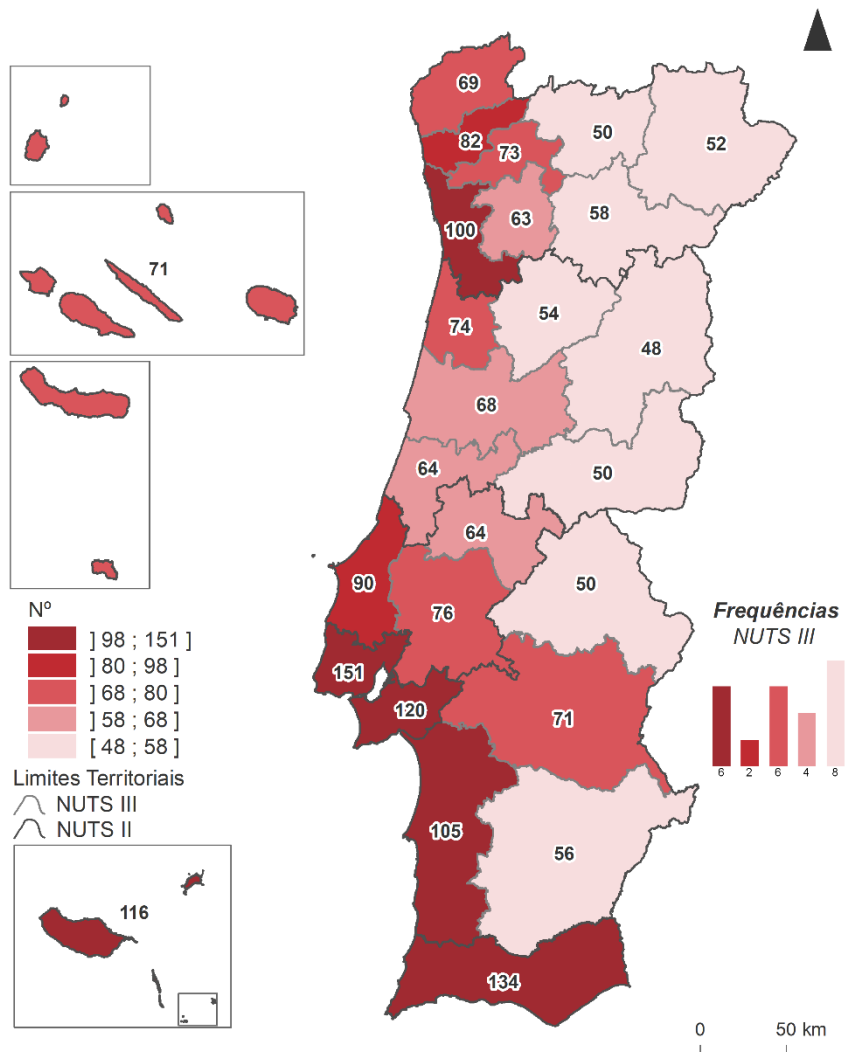 69
82
73
50
52
100
63
58
71
74
54
48
68
64
50
64
90
76
50
Nº
] 98 ; 151 ]
] 80 ; 98 ]
] 68 ; 80 ]
] 58 ; 68 ]
[ 48 ; 58 ]
Limites Territoriais
NUTS III
NUTS II
151
120
71
Frequências
NUTS III
6 2 6 4 8
105
56
116
134
0 50 km